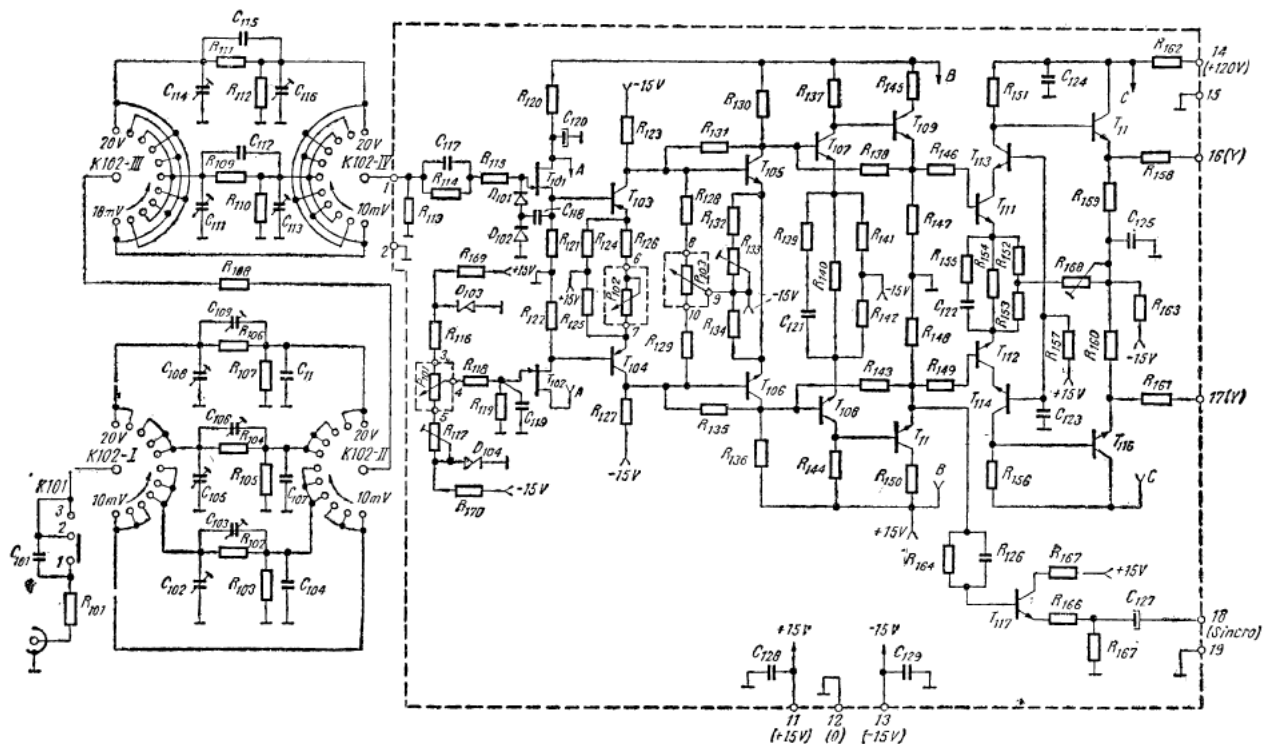 C115
R111
C114
R112
C116
20V
20V
K102-III
K102-IV
C112
R109
R110
C111
C113
18mV
10mV
R108
C109
R106
C108
R107
C11
20V
20V
K102-I
K102-II
C106
R104
R105
C105
C107
10mV
10mV
C103
R102
C102
R103
C104
K101
3
2
1
C101
R101
1
2
R113
C117
R114
R115
D101
D102
C118
R120
C120
A
T101
R121
R122
R169
+15V
D103
R116
3
R101
4
5
R117
D104
R170
-15V
R118
R119
C119
T102
A
-15V
R123
T103
R124
R126
+15V
R125
6
R102
7
T104
R127
-15V
R130
R131
T105
R128
R132
R133
8
R103
9
10
-15V
R129
R134
T106
R135
R136
R137
T107
R138
R139
R140
R141
C121
-15V
R142
R143
T108
R144
R145
B
T109
R146
R147
R148
R149
T11
R150
B
+15V
R151
C124
C
T11
T113
T111
R155
R154
R152
C122
R153
T112
T114
R156
R168
R157
+15V
C123
R162
14
(+120V)
15
16(Y)
R158
R159
C125
R163
-15V
R160
R161
17(Y)
T116
C
R164
R126
T117
R167
+15V
R166
C127
R167
18
(Sincro)
19
+15V
-15V
C128
C129
11
(+15V)
12
(0)
13
(-15V)